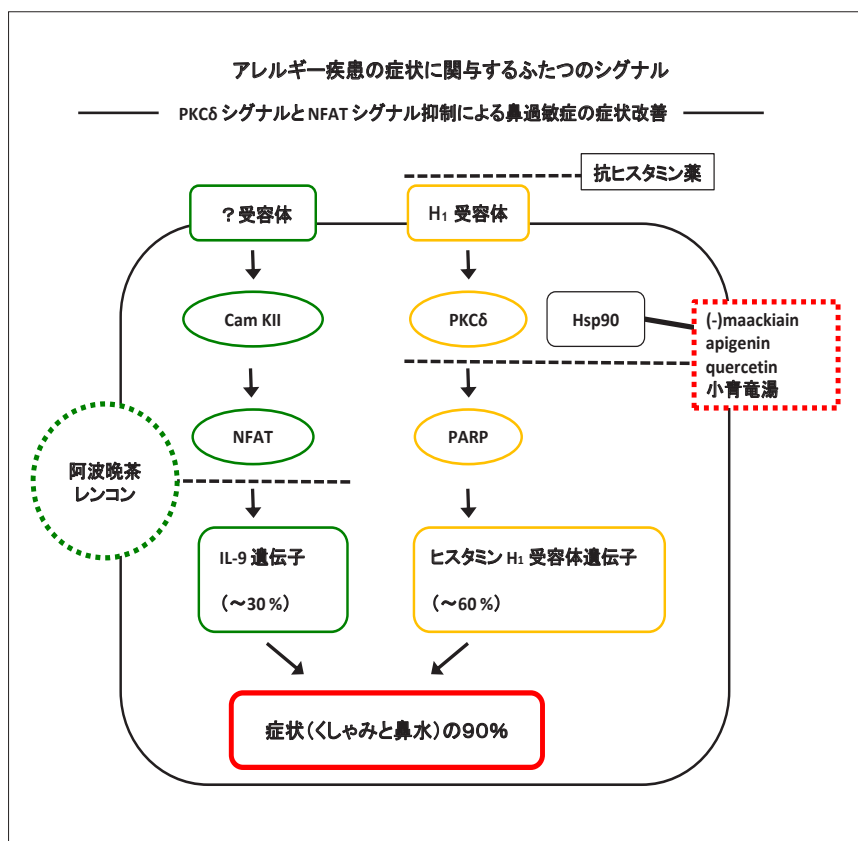 アレルギー疾患の症状に関与するふたつのシグナル
PKCδ シグナルと NFAT シグナル抑制による鼻過敏症の症状改善
抗ヒスタミン薬
？受容体
H₁ 受容体
Cam KII
PKCδ
Hsp90
(-)maackiain
apigenin
quercetin
小青竜湯
NFAT
PARP
阿波晩茶
レンコン
IL-9 遺伝子
（～30 %）
ヒスタミン H₁ 受容体遺伝子
（～60 %）
症状（くしゃみと鼻水）の９０％